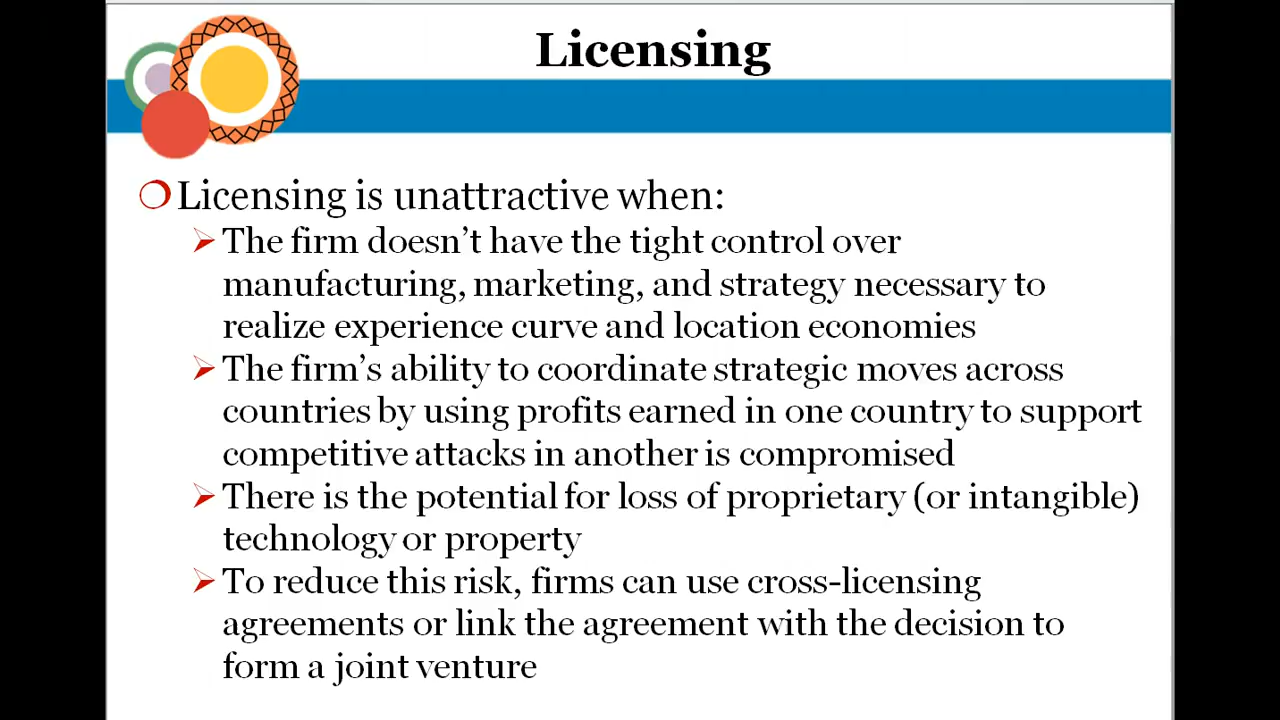 Licensing
Licensing is unattractive when:
The firm doesn’t have the tight control over
manufacturing, marketing, and strategy necessary to
realize experience curve and location economies
The firm’s ability to coordinate strategic moves across
countries by using profits earned in one country to support
competitive attacks in another is compromised
There is the potential for loss of proprietary (or intangible)
technology or property
To reduce this risk, firms can use cross-licensing
agreements or link the agreement with the decision to
form a joint venture